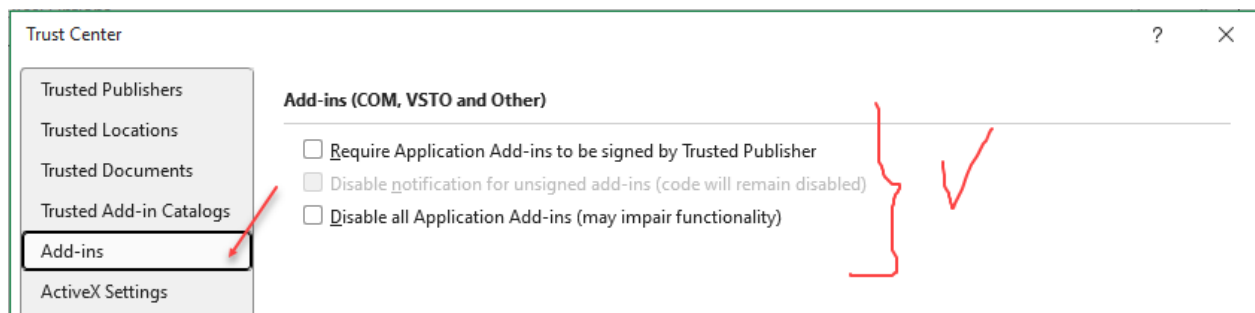 Trust Center
?
Trusted Publishers
Trusted Locations
Trusted Documents
Trusted Add-in Catalogs
Add-ins
ActiveX Settings
Add-ins (COM, VSTO and Other)
Require Application Add-ins to be signed by Trusted Publisher
Disable notification for unsigned add-ins (code will remain disabled)
Disable all Application Add-ins (may impair functionality)